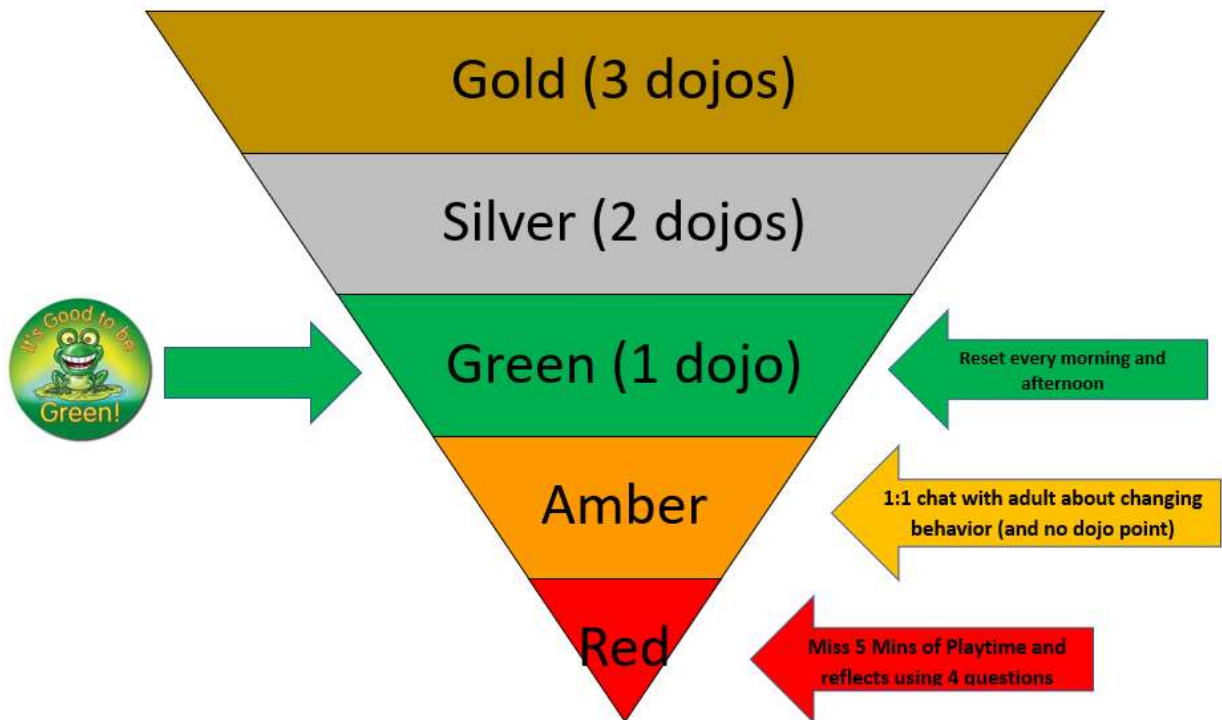 Gold (3 dojos)
Silver (2 dojos)
It's Good to be
Green!
Green (1 dojo)
Reset every morning and
afternoon
Amber
1:1 chat with adult about changing
behavior (and no dojo point)
Red
Miss 5 Mins of Playtime and
reflects using 4 questions